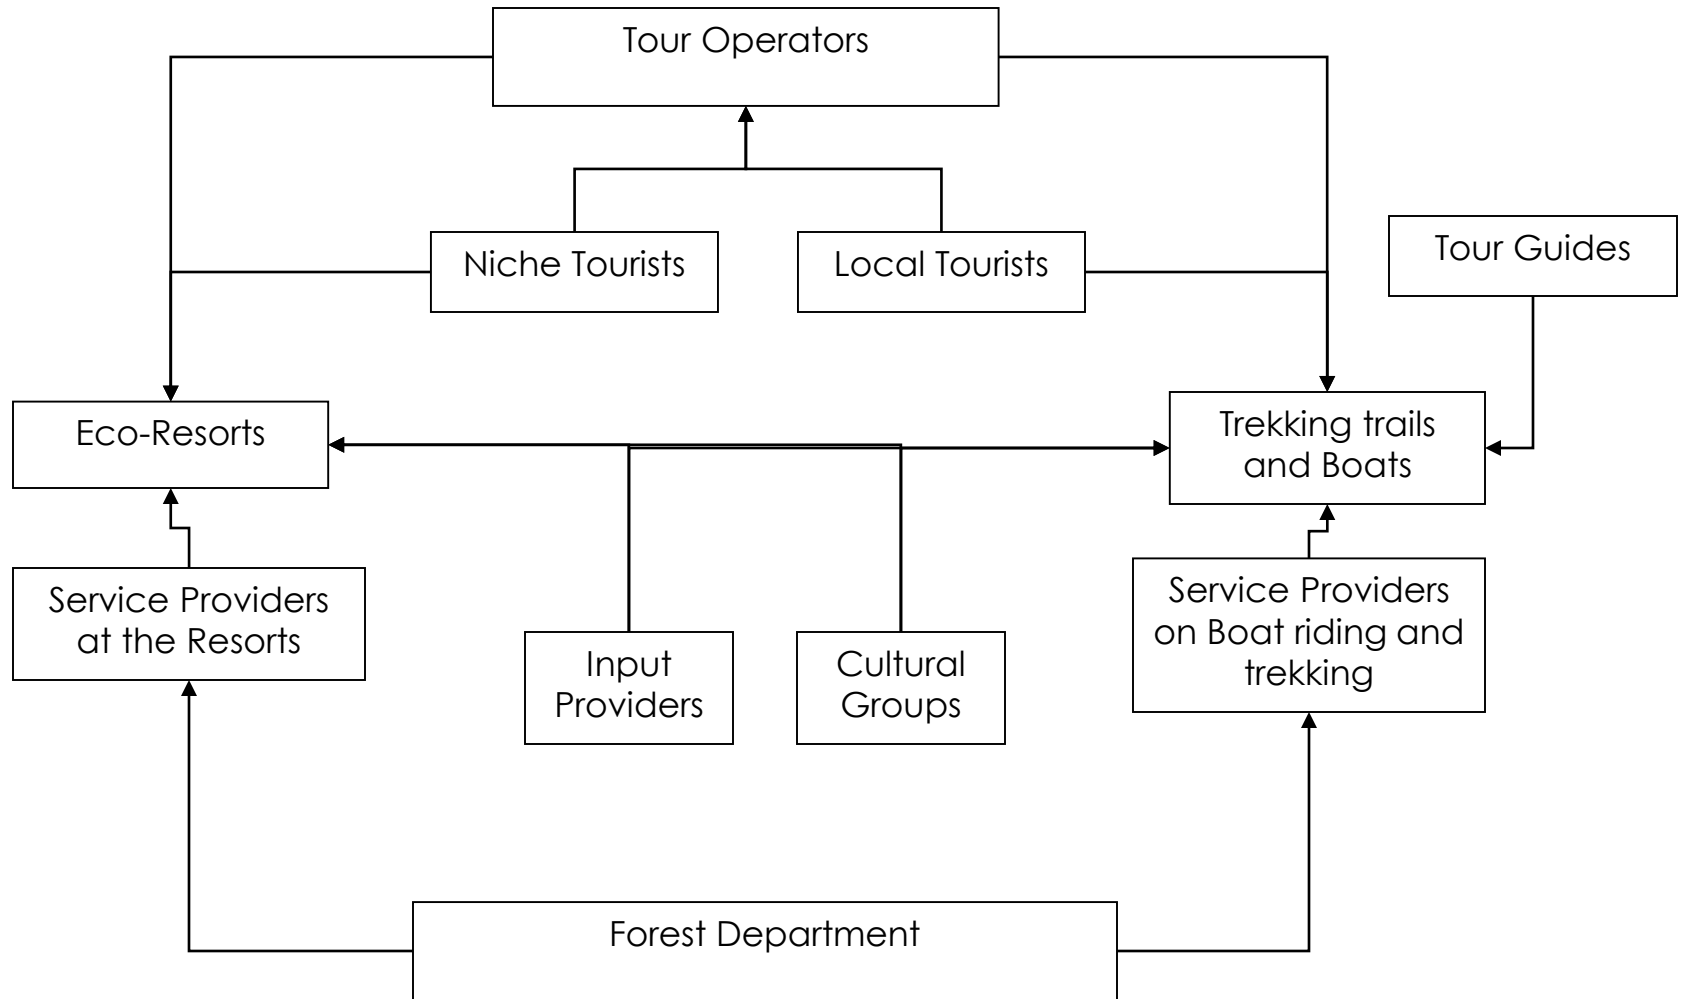 Tour Operators
Niche Tourists
Local Tourists
Tour Guides
Eco-Resorts
Trekking trails
and Boats
Service Providers
at the Resorts
Input
Providers
Cultural
Groups
Service Providers
on Boat riding and
trekking
Forest Department